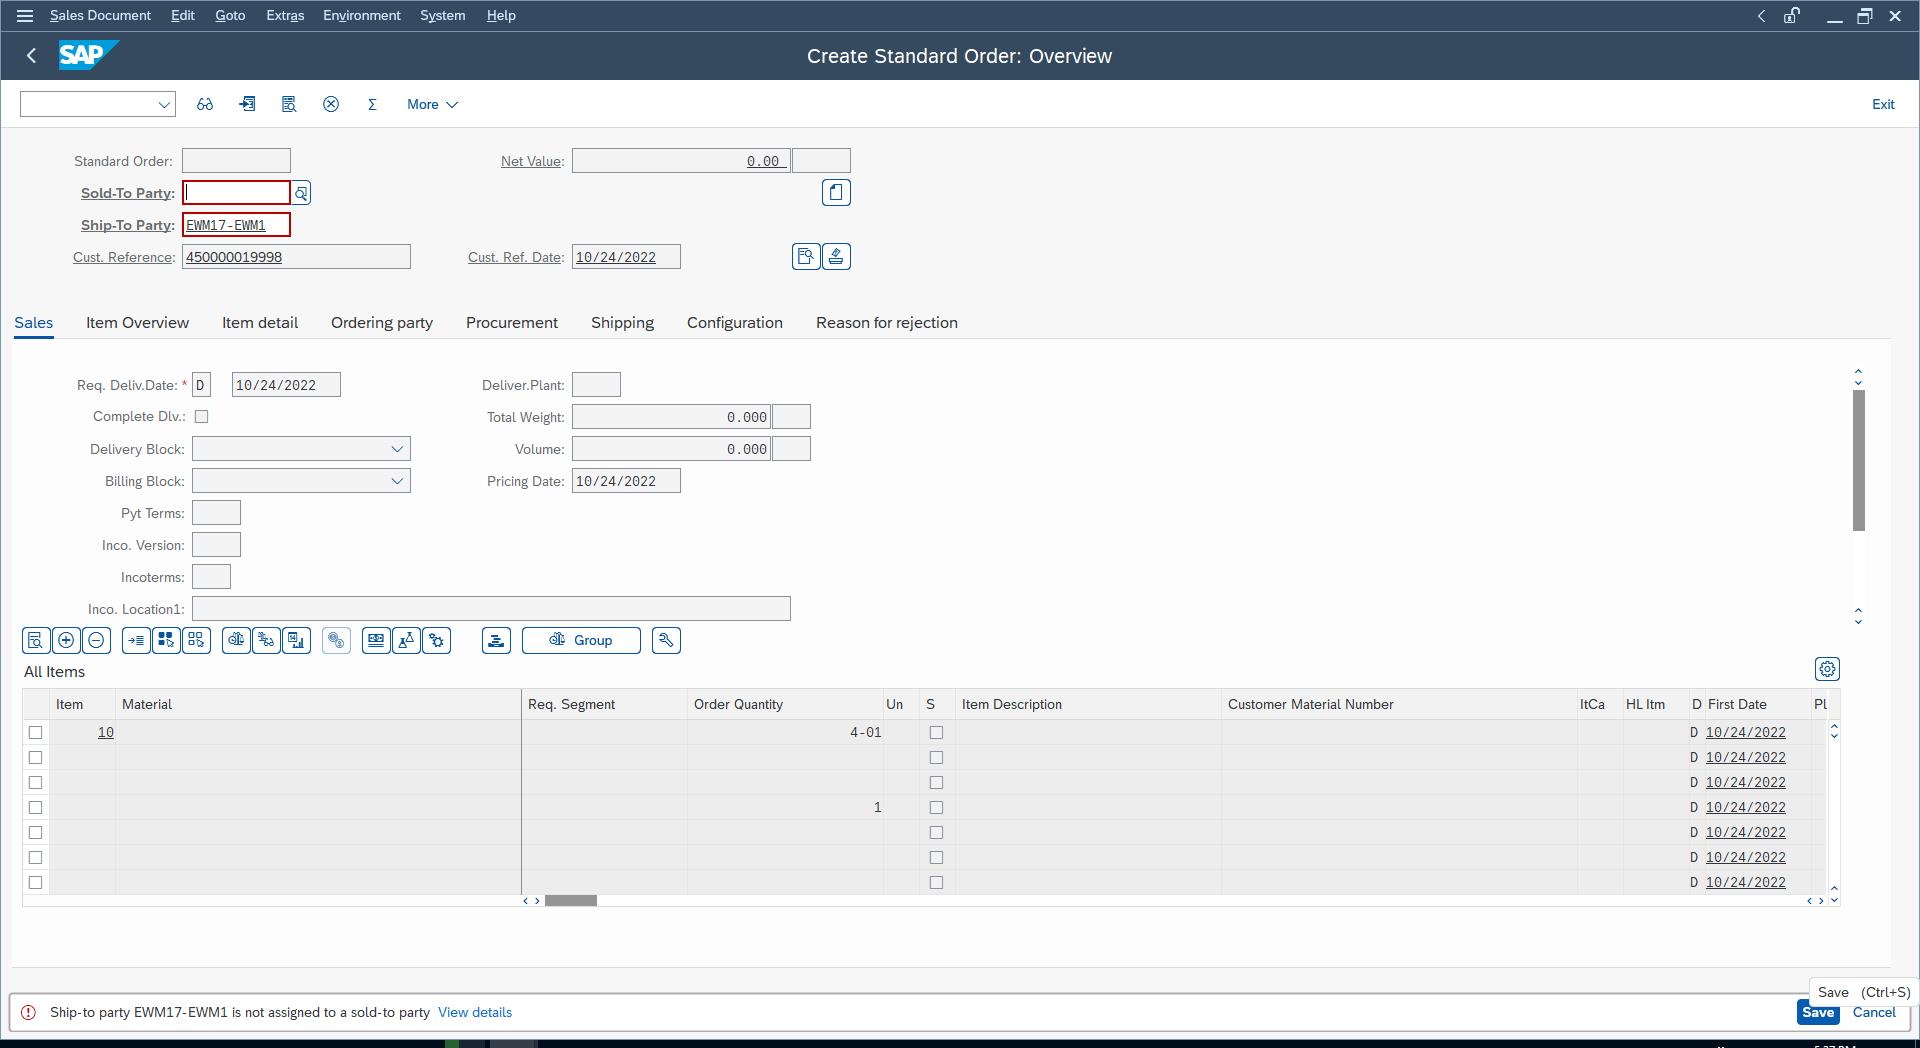 Sales Document Edit Goto Extras Environment System Help
SAP Create Standard Order: Overview
More Exit
Standard Order: Net Value: 0.00
Sold-To Party:
Ship-To Party: EWM17-EWM1
Cust. Reference: 450000019998 Cust. Ref. Date: 10/24/2022
Sales Item Overview Item detail Ordering party Procurement Shipping Configuration Reason for rejection
Req. Deliv.Date: * D 10/24/2022 Deliver.Plant:
Complete Dlv.: Total Weight: 0.000
Delivery Block: Volume: 0.000
Billing Block: Pricing Date: 10/24/2022
Pyt Terms:
Inco. Version:
Incoterms:
Inco. Location1:
Group
All Items
Item Material Req. Segment Order Quantity Un S Item Description Customer Material Number ItCa HL Itm D First Date Pl
10 4-01 D 10/24/2022
D 10/24/2022
D 10/24/2022
1 D 10/24/2022
D 10/24/2022
D 10/24/2022
D 10/24/2022
Save (Ctrl+S)
Ship-to party EWM17-EWM1 is not assigned to a sold-to party View details Save Cancel